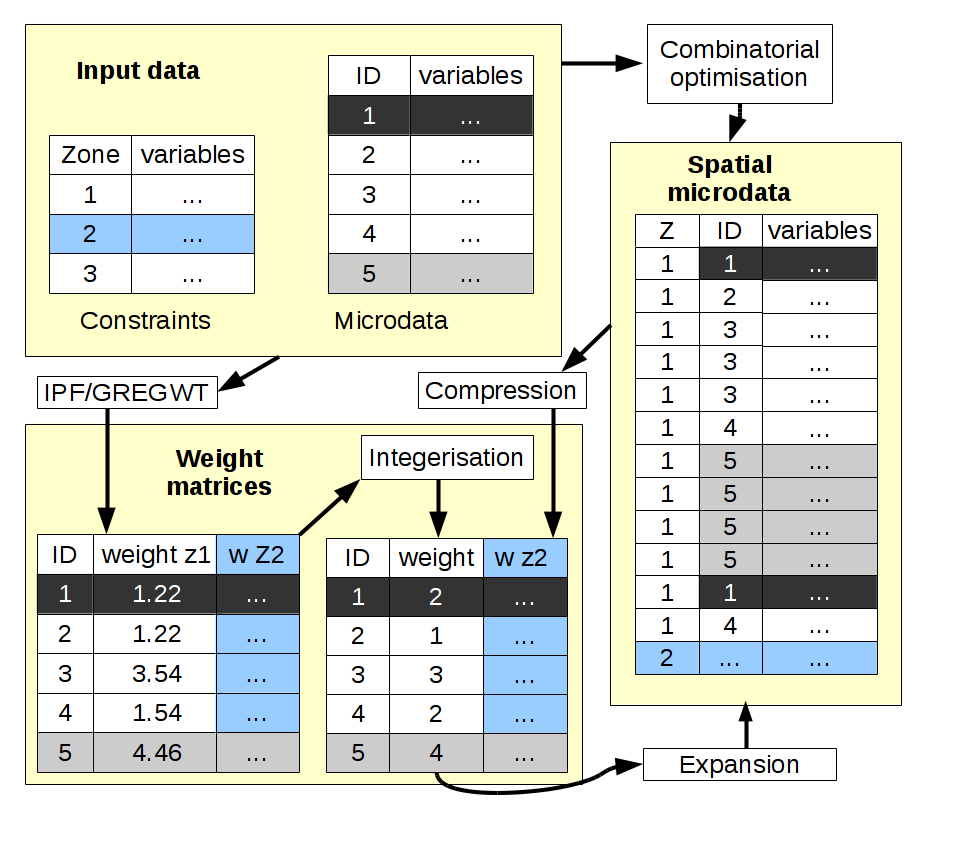 Input data
Zone variables
1 ...
2 ...
3 ...
Constraints
ID variables
1 ...
2 ...
3 ...
4 ...
5 ...
Microdata
Combinatorial
optimisation
Spatial
microdata
Z ID variables
1 1 ...
1 2 ...
1 3 ...
1 3 ...
1 3 ...
1 4 ...
1 5 ...
1 5 ...
1 5 ...
1 5 ...
1 1 ...
1 4 ...
2 ... ...
IPF/GREGWT
Compression
Weight
matrices
Integerisation
ID weight z1 w Z2
1 1.22 ...
2 1.22 ...
3 3.54 ...
4 1.54 ...
5 4.46 ...
ID weight w z2
1 2 ...
2 1 ...
3 3 ...
4 2 ...
5 4 ...
Expansion